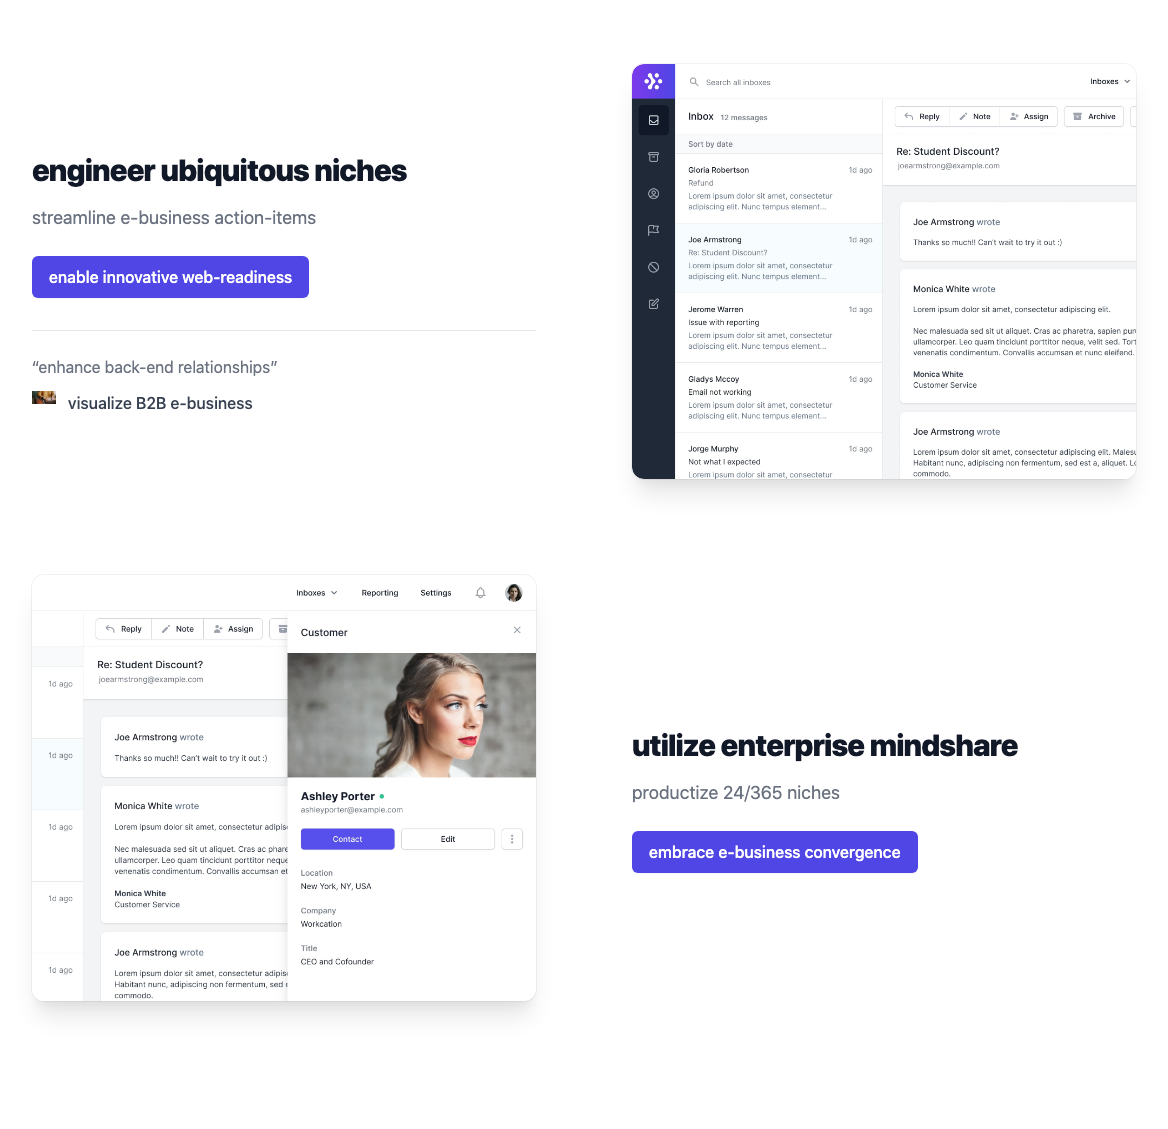 engineer ubiquitous niches
streamline e-business action-items
enable innovative web-readiness
“enhance back-end relationships”
visualize B2B e-business
Search all inboxes
Inboxes
Inbox 12 messages
Sort by date
Gloria Robertson 1d ago
Refund
Lorem ipsum dolor sit amet, consectetur
adipiscing elit. Nunc tempus element...
Joe Armstrong 1d ago
Re: Student Discount?
Lorem ipsum dolor sit amet, consectetur
adipiscing elit. Nunc tempus element...
Jerome Warren 1d ago
Issue with reporting
Lorem ipsum dolor sit amet, consectetur
adipiscing elit. Nunc tempus element...
Gladys Mccoy 1d ago
Email not working
Lorem ipsum dolor sit amet, consectetur
adipiscing elit. Nunc tempus element...
Jorge Murphy 1d ago
Not what I expected
Lorem ipsum dolor sit amet, consectetur
Reply Note Assign Archive
Re: Student Discount?
joearmstrong@example.com
Joe Armstrong wrote
Thanks so much!! Can't wait to try it out :)
Monica White wrote
Lorem ipsum dolor sit amet, consectetur adipiscing elit.
Nec malesuada sed sit ut aliquet. Cras ac pharetra, sapien
ullamcorper. Leo quam tincidunt porttitor neque, velit sed.
venenatis condimentum. Convallis accumsan et nunc eleifend.
Monica White
Customer Service
Joe Armstrong wrote
Lorem ipsum dolor sit amet, consectetur adipiscing elit.
Habitant nunc, adipiscing non fermentum, sed est a, aliquet.
commodo.
Inboxes Reporting Settings
1d ago
1d ago
1d ago
1d ago
1d ago
Reply Note Assign
Re: Student Discount?
joearmstrong@example.com
Joe Armstrong wrote
Thanks so much!! Can't wait to try it out :)
Monica White wrote
Lorem ipsum dolor sit amet, consectetur adipis
Nec malesuada sed sit ut aliquet. Cras ac phare
ullamcorper. Leo quam tincidunt porttitor neque
venenatis condimentum. Convallis accumsan et
Monica White
Customer Service
Joe Armstrong wrote
Lorem ipsum dolor sit amet, consectetur adipis
Habitant nunc, adipiscing non fermentum, sed
commodo.
Customer
Ashley Porter
ashleyporter@example.com
Contact Edit
Location
New York, NY, USA
Company
Workcation
Title
CEO and Cofounder
utilize enterprise mindshare
productize 24/365 niches
embrace e-business convergence